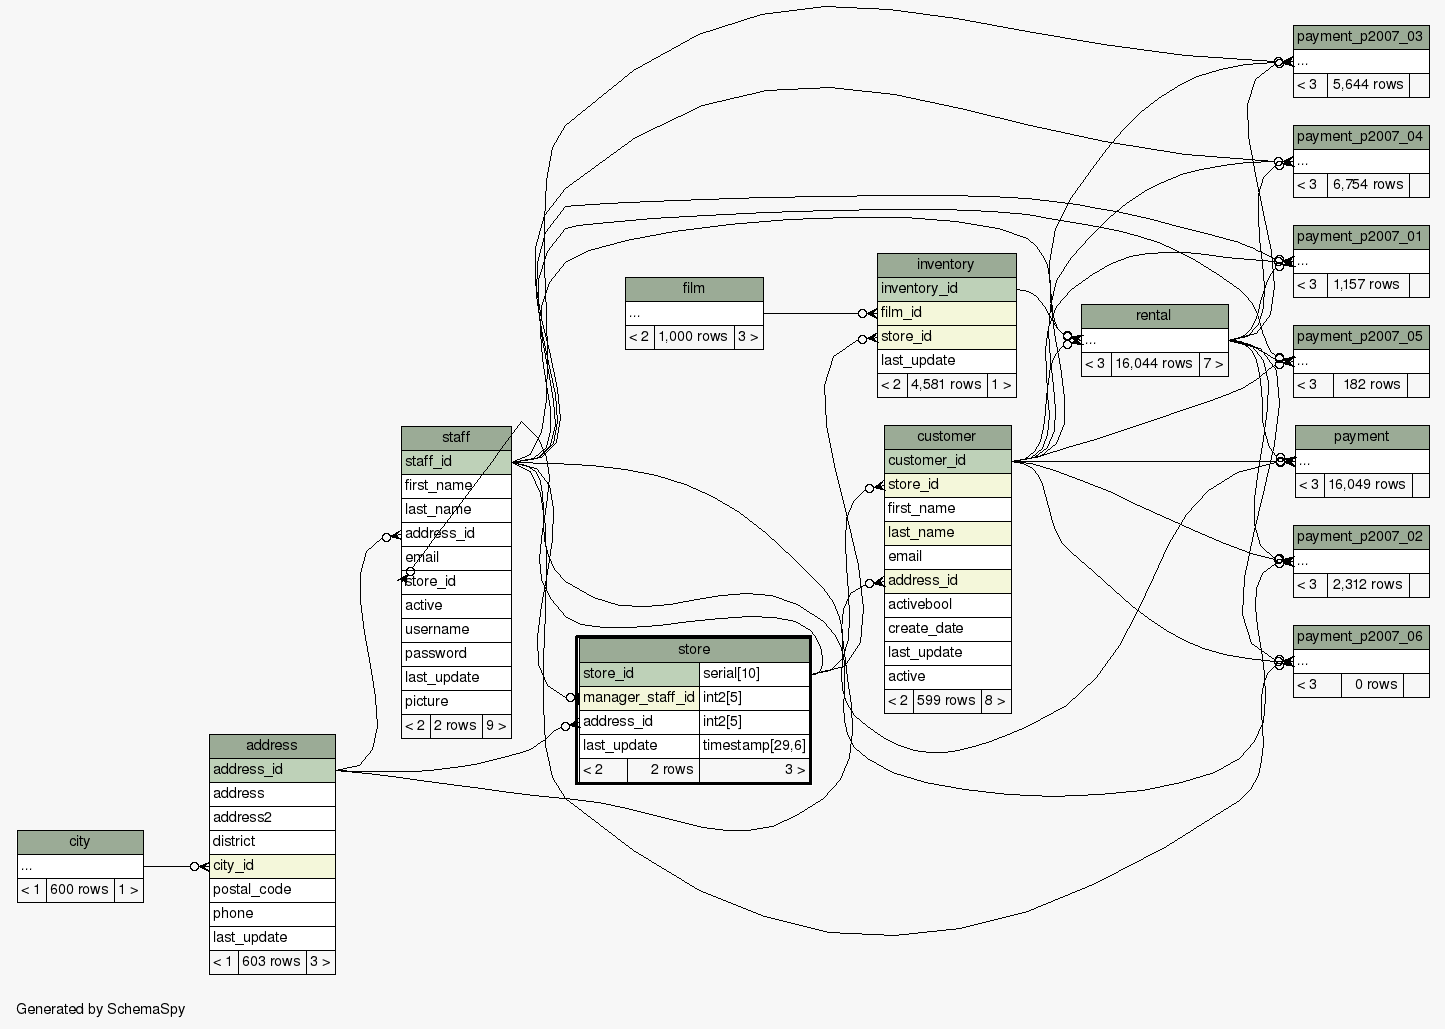 payment_p2007_03
...
< 3 5,644 rows
payment_p2007_04
...
< 3 6,754 rows
payment_p2007_01
...
< 3 1,157 rows
inventory
inventory_id
film_id
store_id
last_update
< 2 4,581 rows 1 >
film
...
< 2 1,000 rows 3 >
rental
...
< 3 16,044 rows 7 >
payment_p2007_05
...
< 3 182 rows
payment
...
< 3 16,049 rows
staff
staff_id
first_name
last_name
address_id
email
store_id
active
username
password
last_update
picture
< 2 2 rows 9 >
customer
customer_id
store_id
first_name
last_name
email
address_id
activebool
create_date
last_update
active
< 2 599 rows 8 >
payment_p2007_02
...
< 3 2,312 rows
payment_p2007_06
...
< 3 0 rows
store
store_id serial[10]
manager_staff_id int2[5]
address_id int2[5]
last_update timestamp[29,6]
< 2 2 rows 3 >
address
address_id
address
address2
district
city_id
postal_code
phone
last_update
< 1 603 rows 3 >
city
...
< 1 600 rows 1 >
Generated by SchemaSpy